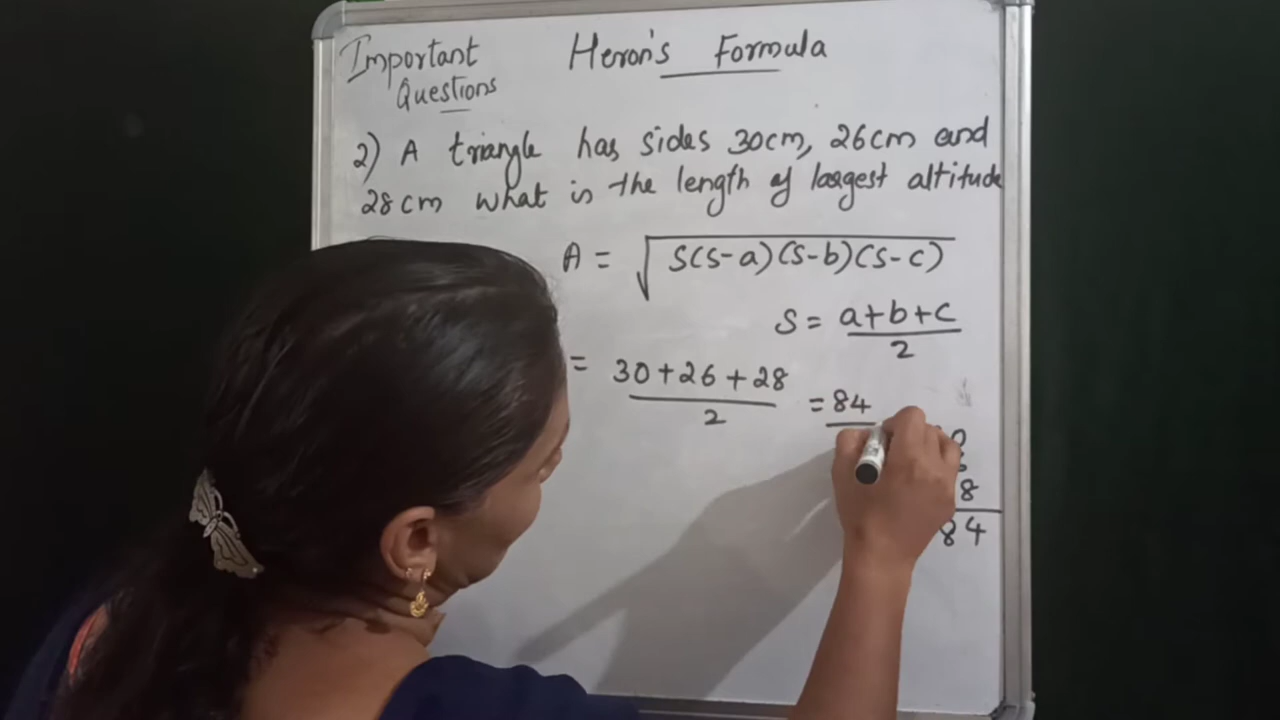 Important Heron's Formula
Questions
2) A triangle has sides 30cm, 26cm and
28cm what is the length of largest altitude
A = √S(S-a)(S-b)(S-c)
S = a+b+c
2
= 30+26+28
2
= 84
8
84